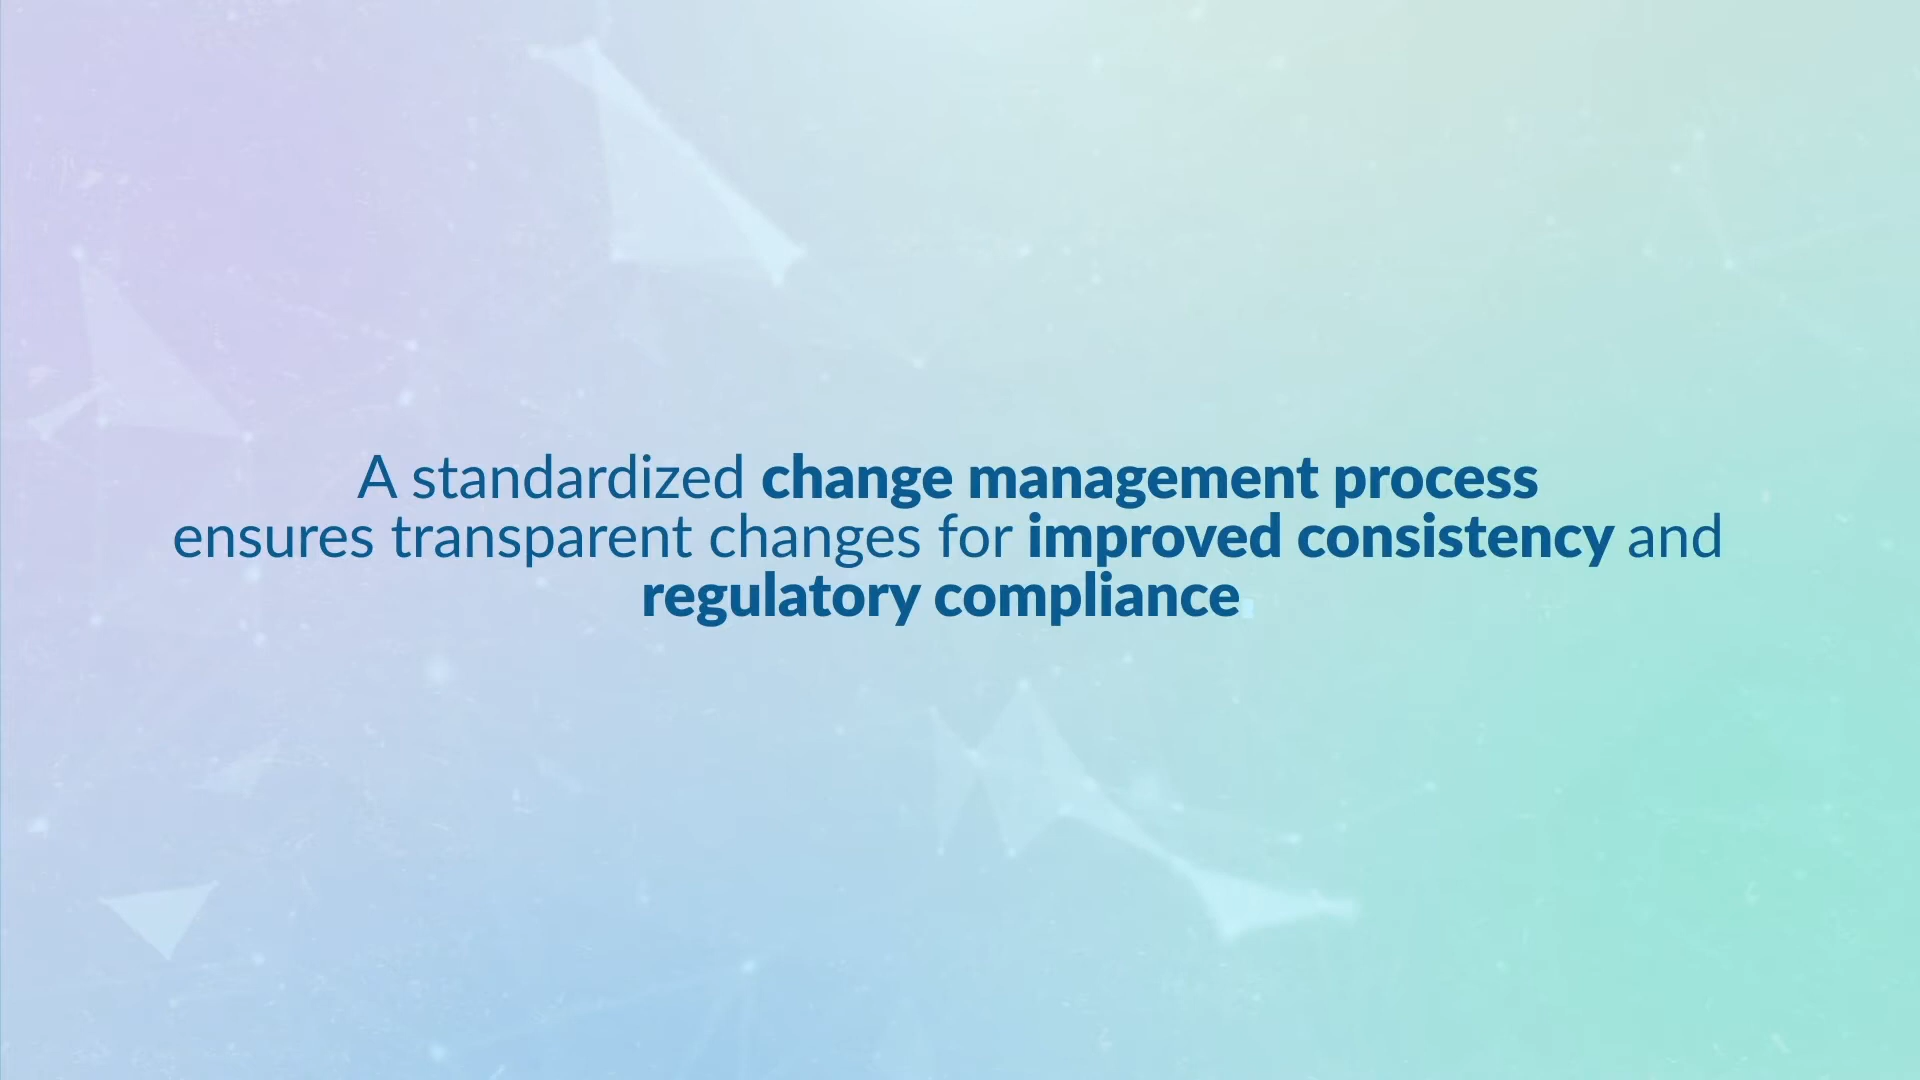 A standardized change management process
ensures transparent changes for improved consistency and
regulatory compliance.